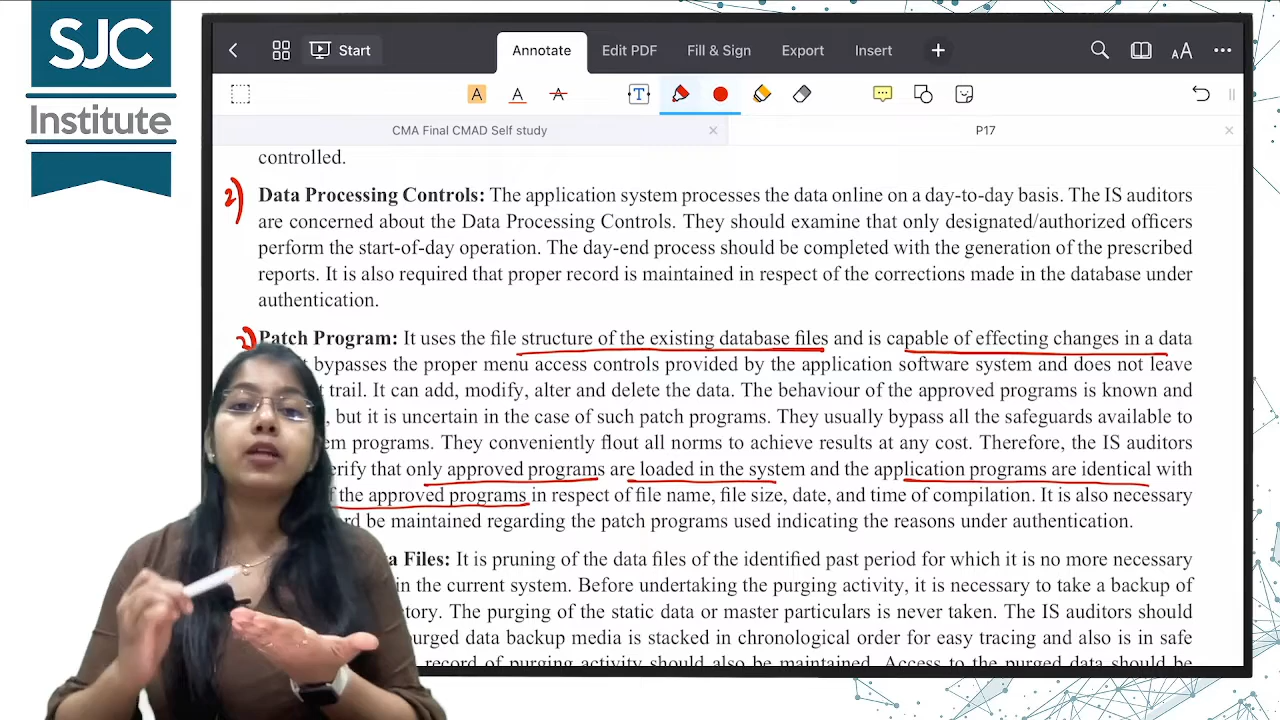 SJC
Institute
Start
Annotate
Edit PDF
Fill & Sign
Export
Insert
CMA Final CMAD Self study
P17
controlled.
2)
Data Processing Controls: The application system processes the data online on a day-to-day basis. The IS auditors
are concerned about the Data Processing Controls. They should examine that only designated/authorized officers
perform the start-of-day operation. The day-end process should be completed with the generation of the prescribed
reports. It is also required that proper record is maintained in respect of the corrections made in the database under
authentication.
Patch Program: It uses the file structure of the existing database files and is capable of effecting changes in a data
bypasses the proper menu access controls provided by the application software system and does not leave
trail. It can add, modify, alter and delete the data. The behaviour of the approved programs is known and
, but it is uncertain in the case of such patch programs. They usually bypass all the safeguards available to
programs. They conveniently flout all norms to achieve results at any cost. Therefore, the IS auditors
that only approved programs are loaded in the system and the application programs are identical with
the approved programs in respect of file name, file size, date, and time of compilation. It is also necessary
be maintained regarding the patch programs used indicating the reasons under authentication.
Files: It is pruning of the data files of the identified past period for which it is no more necessary
in the current system. Before undertaking the purging activity, it is necessary to take a backup of
The purging of the static data or master particulars is never taken. The IS auditors should
data backup media is stacked in chronological order for easy tracing and also is in safe
record of purging activity should also be maintained. Access to the purged data should be